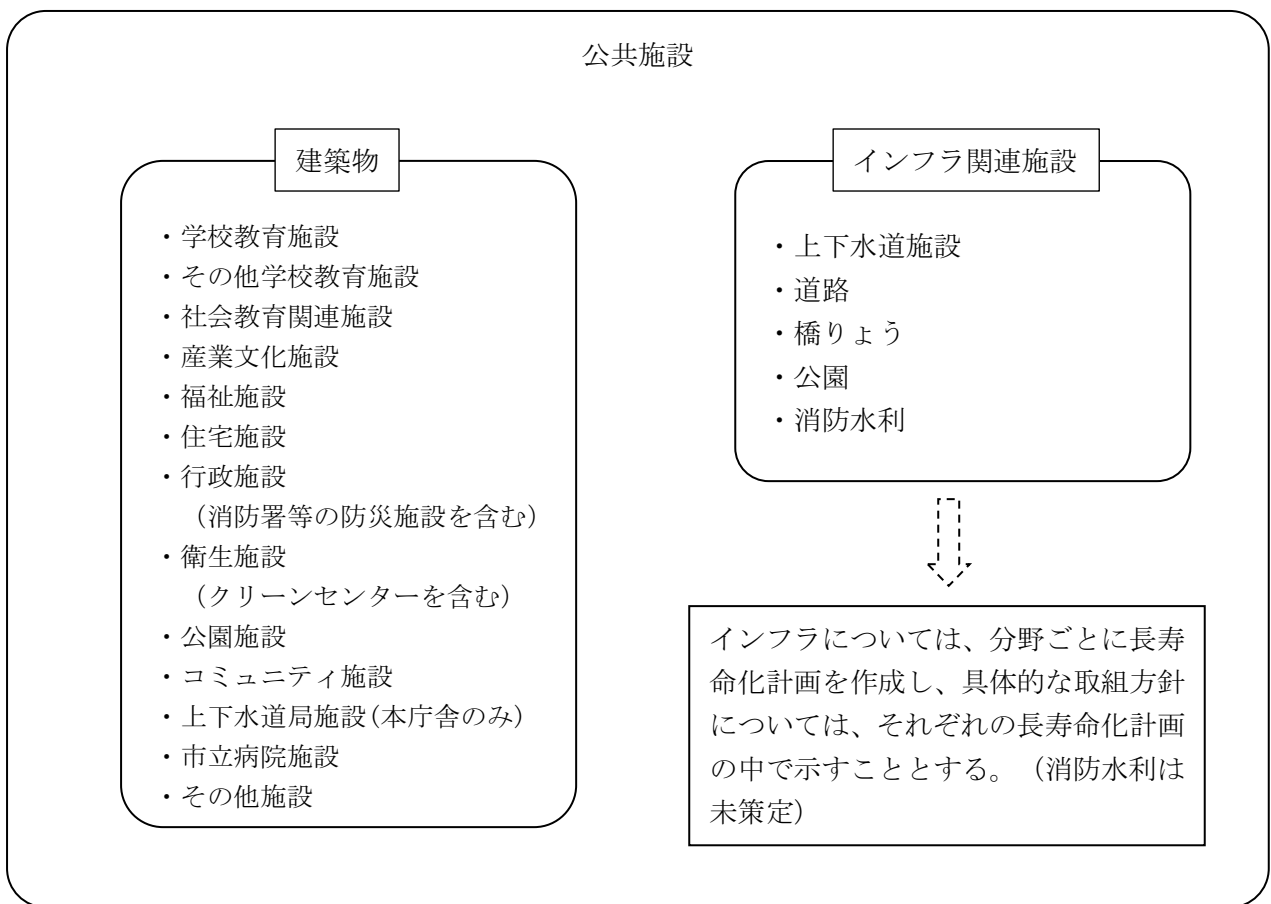 公共施設
建築物
・学校教育施設
・その他学校教育施設
・社会教育関連施設
・産業文化施設
・福祉施設
・住宅施設
・行政施設
（消防署等の防災施設を含む）
・衛生施設
（クリーンセンターを含む）
・公園施設
・コミュニティ施設
・上下水道局施設(本庁舎のみ)
・市立病院施設
・その他施設
インフラ関連施設
・上下水道施設
・道路
・橋りょう
・公園
・消防水利
インフラについては、分野ごとに長寿
命化計画を作成し、具体的な取組方針
については、それぞれの長寿命化計画
の中で示すこととする。（消防水利は
未策定）